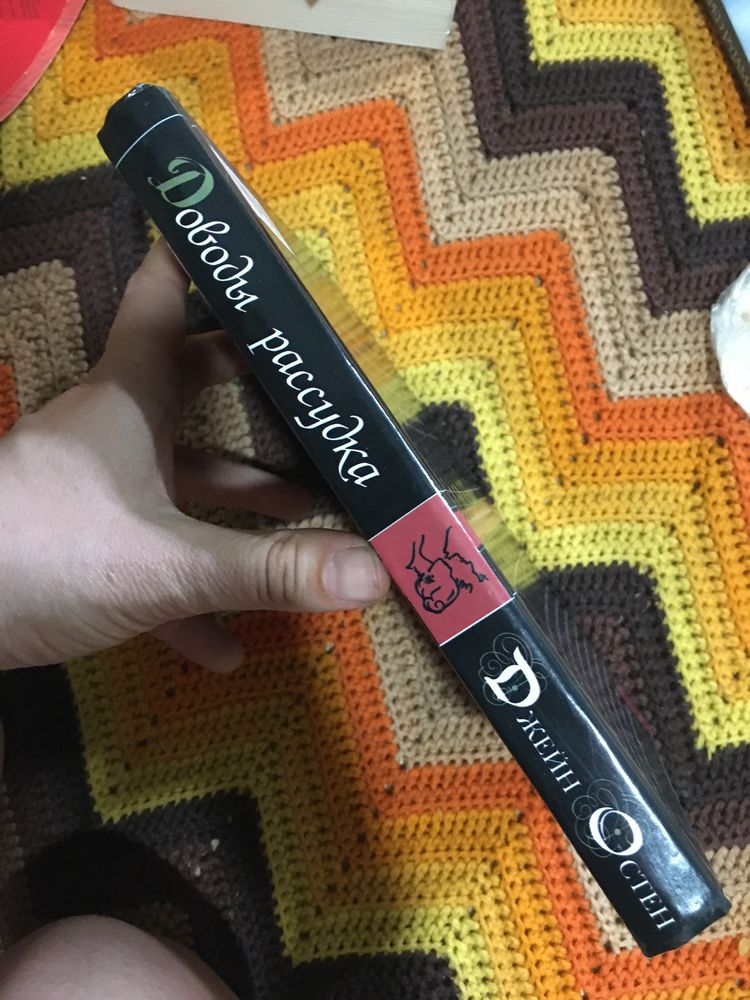 Доводы рассудка
Джейн Остен